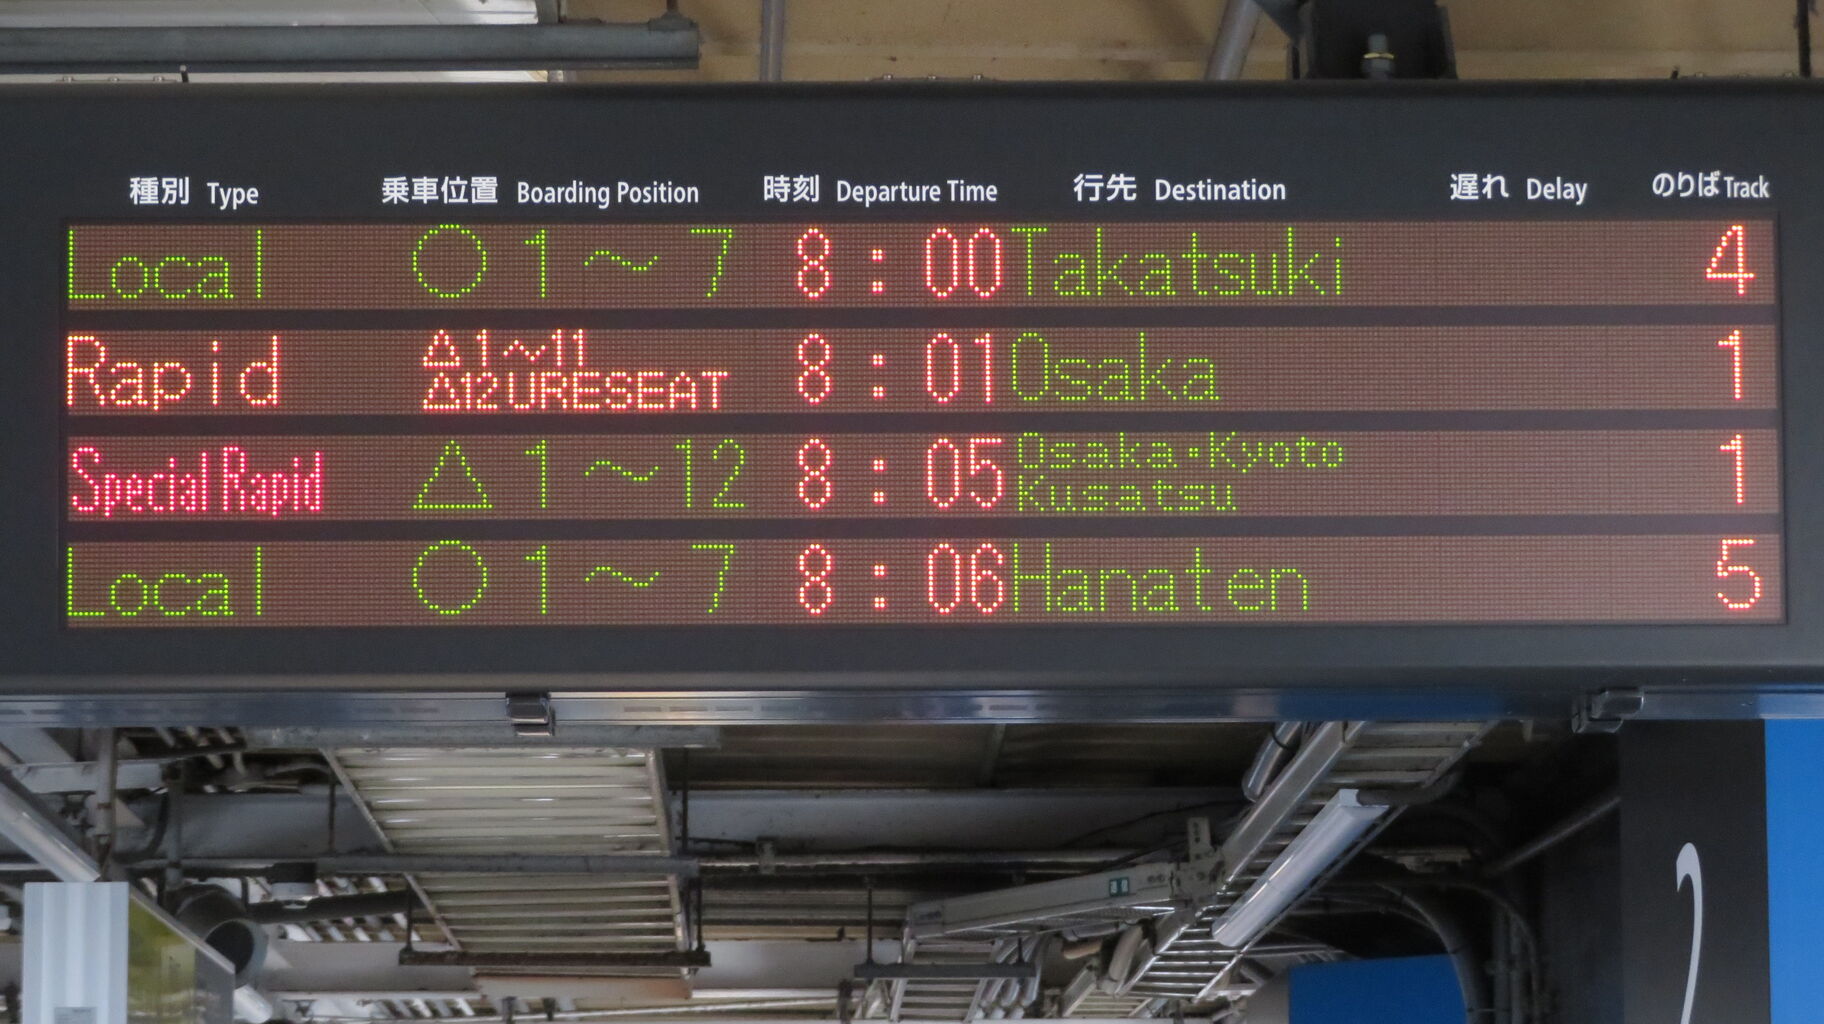 種別 Type 乗車位置 Boarding Position 時刻 Departure Time 行先 Destination 遅れ Delay のりば Track
Local ○ 1～7 8:00 Takatsuki 4
Rapid △1～11 8:01 Osaka 1
△12URESEAT
Special Rapid △ 1～12 8:05 Osaka・Kyoto 1
Kusatsu
Local ○ 1～7 8:06 Hanaten 5